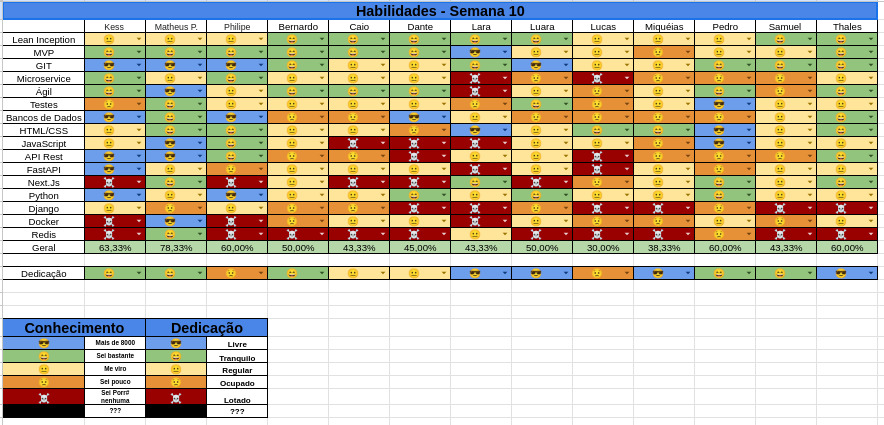 Habilidades - Semana 10
Kess Matheus P. Philipe Bernardo Caio Dante Lara Luara Lucas Miquéias Pedro Samuel Thales
Lean Inception
MVP
GIT
Microservice
Ágil
Testes
Bancos de Dados
HTML/CSS
JavaScript
API Rest
FastAPI
Next.Js
Python
Django
Docker
Redis
Geral 63,33% 78,33% 60,00% 50,00% 43,33% 45,00% 43,33% 50,00% 30,00% 38,33% 60,00% 43,33% 60,00%
Dedicação
Conhecimento Dedicação
Mais de 8000 Livre
Sei bastante Tranquilo
Me viro Regular
Sei pouco Ocupado
Sei Porr# nenhuma Lotado
??? ???